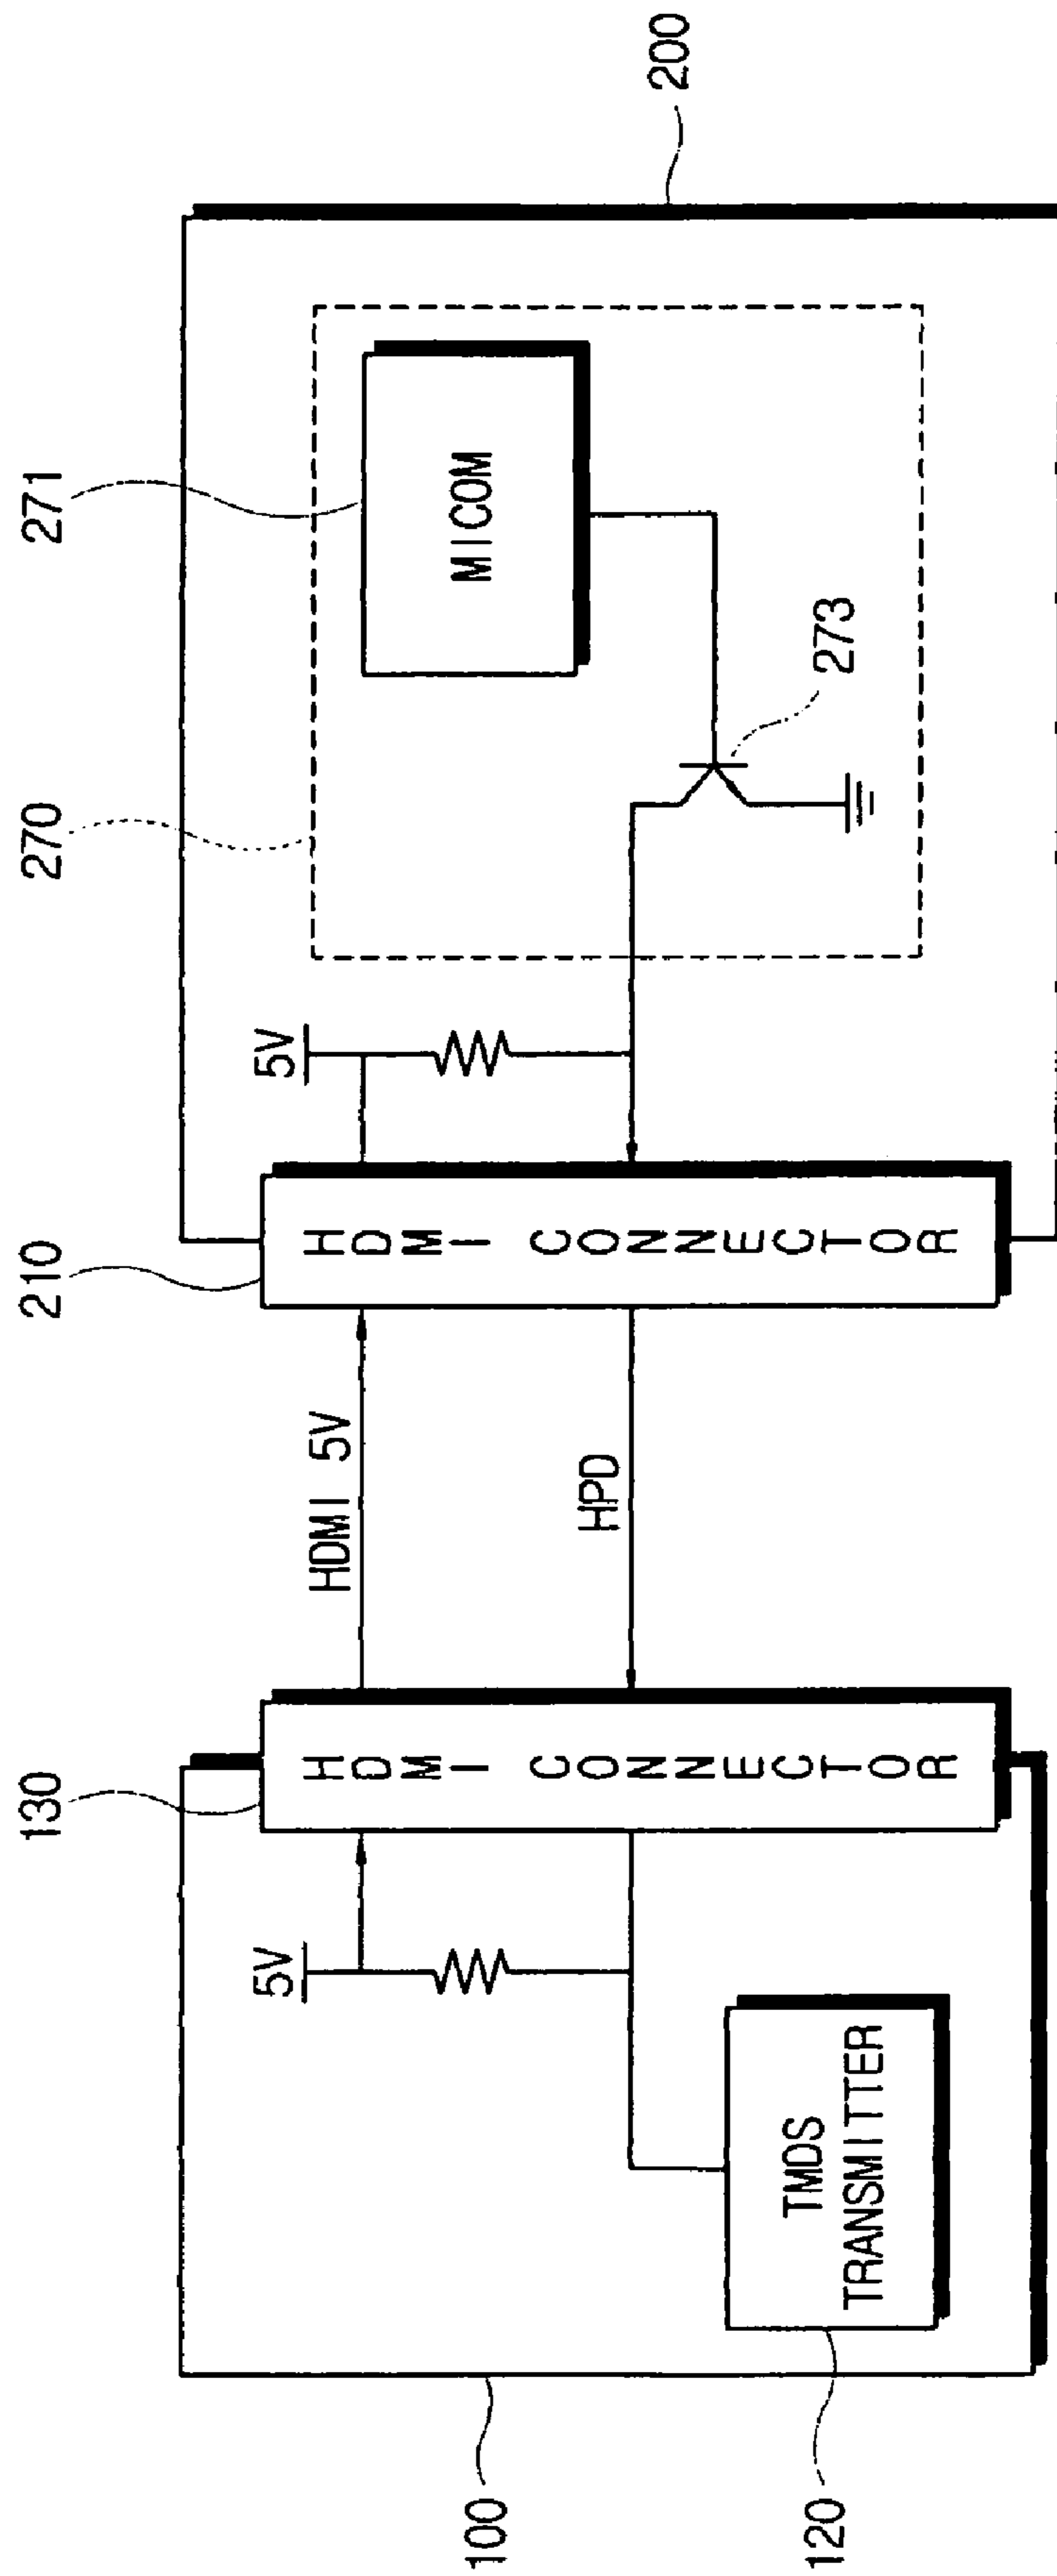 130
210
270
271
5V
HDMI 5V
5V
MICOM
HDMI CONNECTOR
HDMI CONNECTOR
HPD
273
200
TMDS
TRANSMITTER
100
120